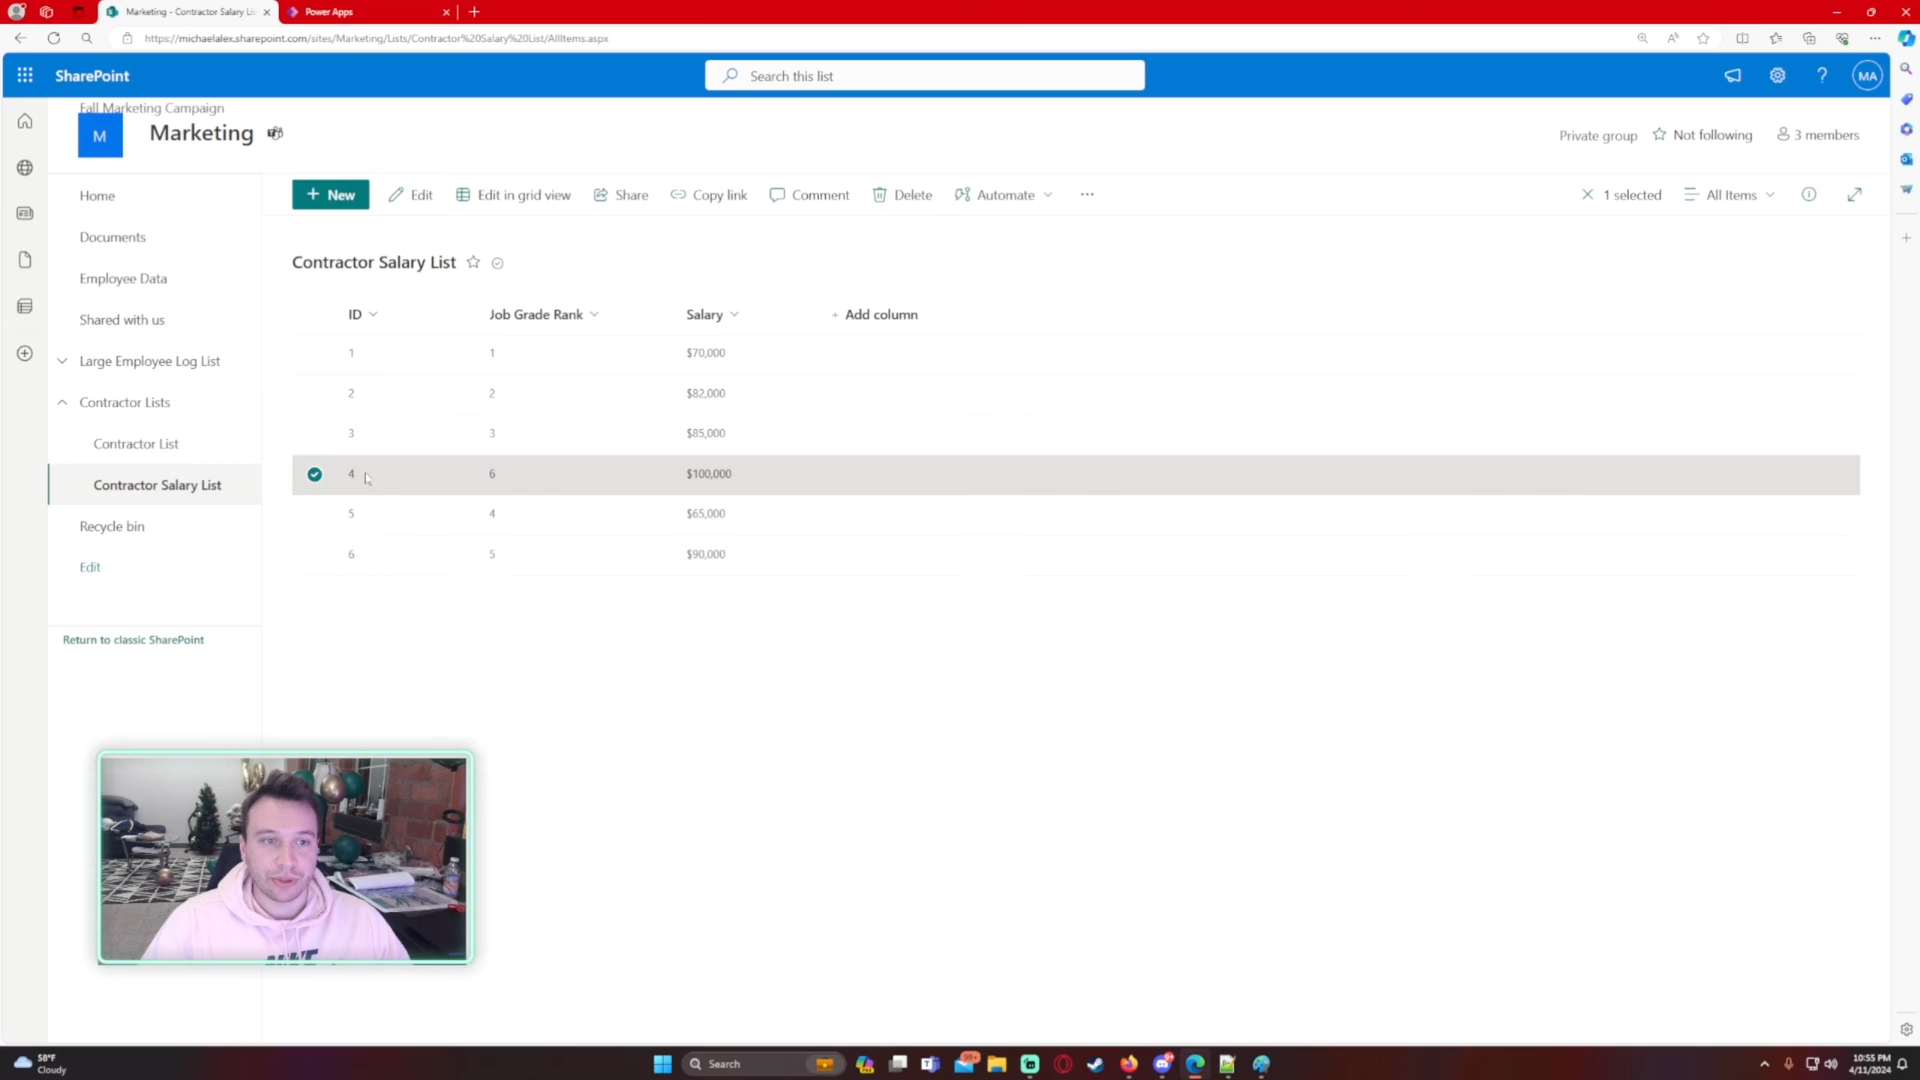 Marketing - Contractor Salary Li
Power Apps
https://michaelalex.sharepoint.com/sites/Marketing/Lists/Contractor%20Salary%20List/AllItems.aspx
SharePoint
Search this list
MA
Fall Marketing Campaign
M
Marketing
Private group
Not following
3 members
Home
Documents
Employee Data
Shared with us
Large Employee Log List
Contractor Lists
Contractor List
Contractor Salary List
Recycle bin
Edit
Return to classic SharePoint
+ New
Edit
Edit in grid view
Share
Copy link
Comment
Delete
Automate
...
1 selected
All Items
Contractor Salary List
ID Job Grade Rank Salary + Add column
1 1 $70,000
2 2 $82,000
3 3 $85,000
4 6 $100,000
5 4 $65,000
6 5 $90,000
58°F
Cloudy
Search
99+
10:55 PM
4/11/2024